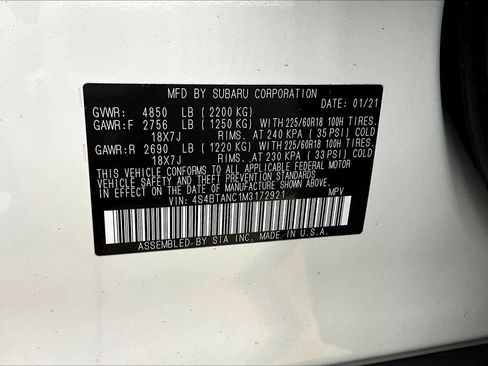 MFD BY SUBARU CORPORATION
GVWR: 4850 LB ( 2200 KG) DATE: 01/21
GAWR:F 2756 LB ( 1250 KG) WITH 225/60R18 100H TIRES.
18X7J RIMS. AT 240 KPA ( 35 PSI) COLD
GAWR:R 2690 LB ( 1220 KG) WITH 225/60R18 100H TIRES.
18X7J RIMS. AT 230 KPA ( 33 PSI) COLD
THIS VEHICLE CONFORMS TO ALL APPLICABLE FEDERAL MOTOR
VEHICLE SAFETY AND THEFT PREVENTION STANDARDS
IN EFFECT ON THE DATE OF MANUFACTURE SHOWN ABOVE.
VIN: 4S4BTANC1M3172921 MPV
ASSEMBLED BY SIA INC. MADE IN U.S.A.